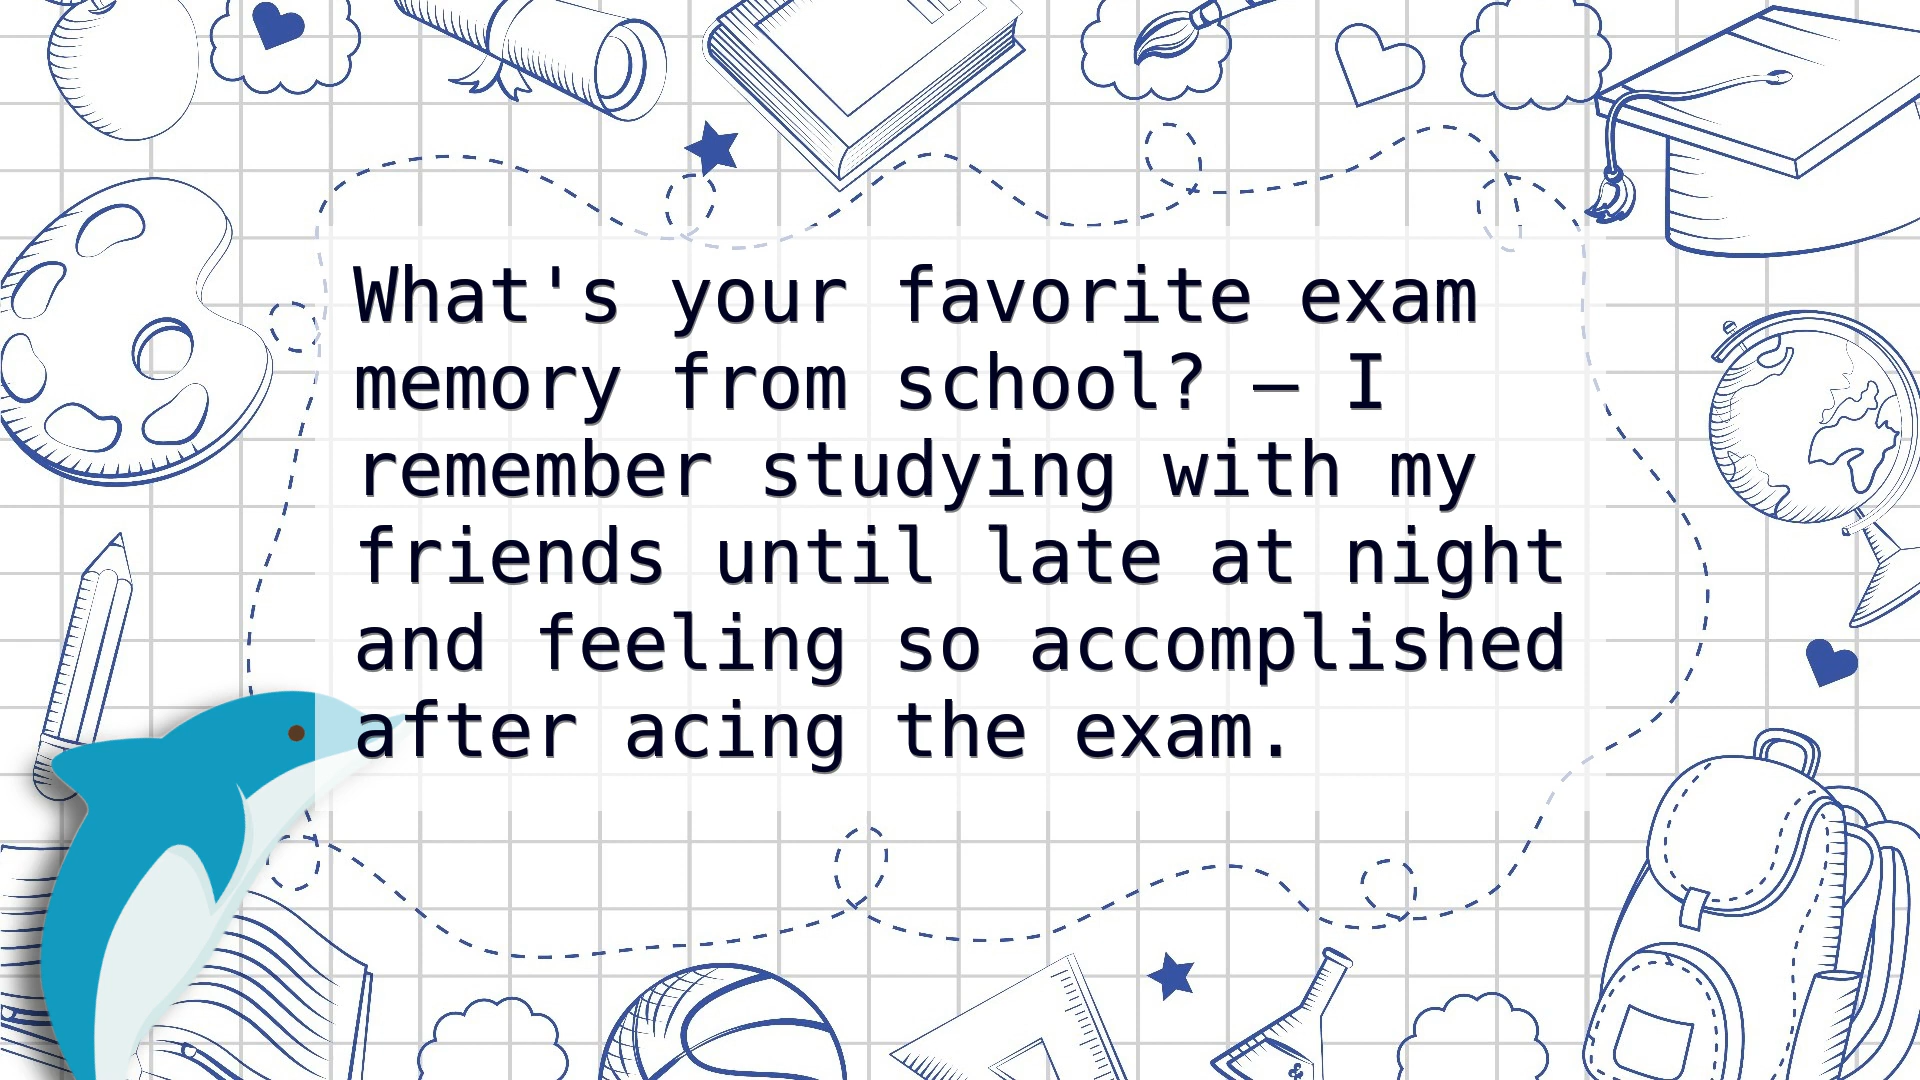 What's your favorite exam
memory from school? — I
remember studying with my
friends until late at night
and feeling so accomplished
after acing the exam.